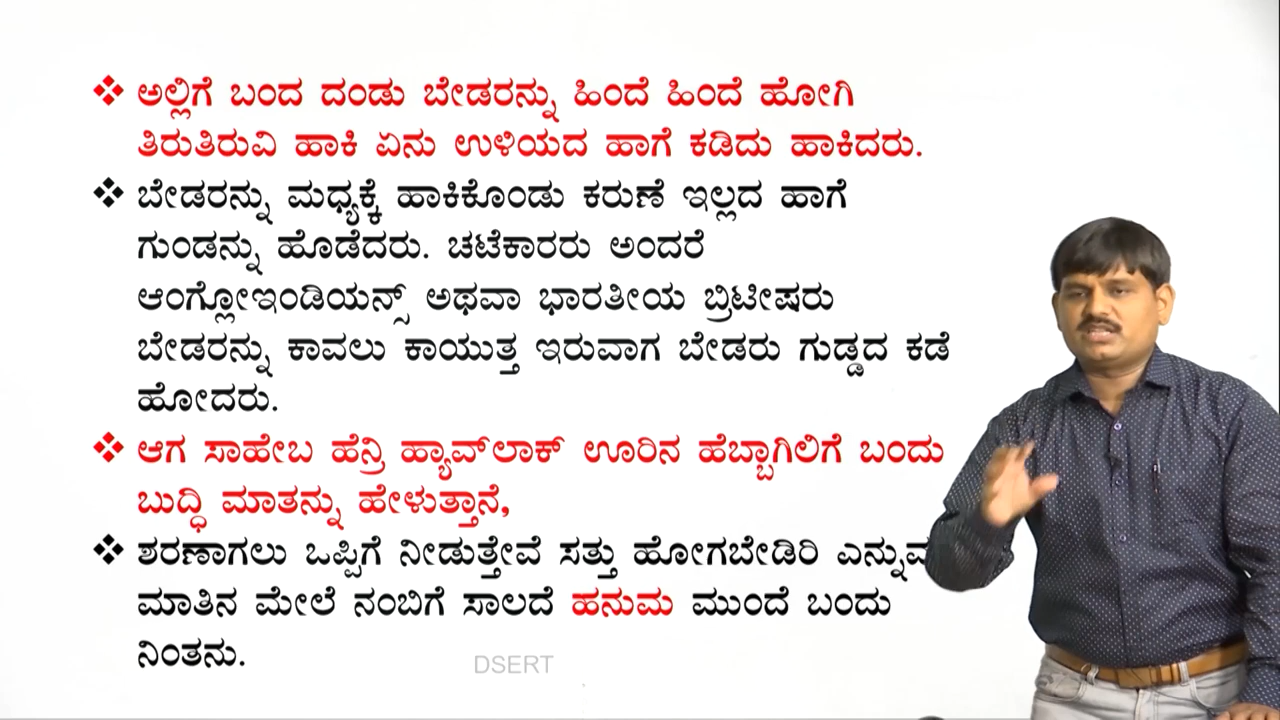 ❖ ಅಲ್ಲಿಗೆ ಬಂದ ದಂಡು ಬೇಡರನ್ನು ಹಿಂದೆ ಹಿಂದೆ ಹೋಗಿ
ತಿರುತಿರುವಿ ಹಾಕಿ ಏನು ಉಳಿಯದ ಹಾಗೆ ಕಡಿದು ಹಾಕಿದರು.
❖ ಬೇಡರನ್ನು ಮಧ್ಯಕ್ಕೆ ಹಾಕಿಕೊಂಡು ಕರುಣೆ ಇಲ್ಲದ ಹಾಗೆ
ಗುಂಡನ್ನು ಹೊಡೆದರು. ಚಟೆಕಾರರು ಅಂದರೆ
ಆಂಗ್ಲೋಇಂಡಿಯನ್ಸ್ ಅಥವಾ ಭಾರತೀಯ ಬ್ರಿಟೀಷರು
ಬೇಡರನ್ನು ಕಾವಲು ಕಾಯುತ್ತ ಇರುವಾಗ ಬೇಡರು ಗುಡ್ಡದ ಕಡೆ
ಹೋದರು.
❖ ಆಗ ಸಾಹೇಬ ಹೆನ್ರಿ ಹ್ಯಾವ್‌ಲಾಕ್ ಊರಿನ ಹೆಬ್ಬಾಗಿಲಿಗೆ ಬಂದು
ಬುದ್ಧಿ ಮಾತನ್ನು ಹೇಳುತ್ತಾನೆ,
❖ ಶರಣಾಗಲು ಒಪ್ಪಿಗೆ ನೀಡುತ್ತೇವೆ ಸತ್ತು ಹೋಗಬೇಡಿರಿ ಎನ್ನುವ
ಮಾತಿನ ಮೇಲೆ ನಂಬಿಗೆ ಸಾಲದೆ ಹನುಮ ಮುಂದೆ ಬಂದು
ನಿಂತನು.
DSERT